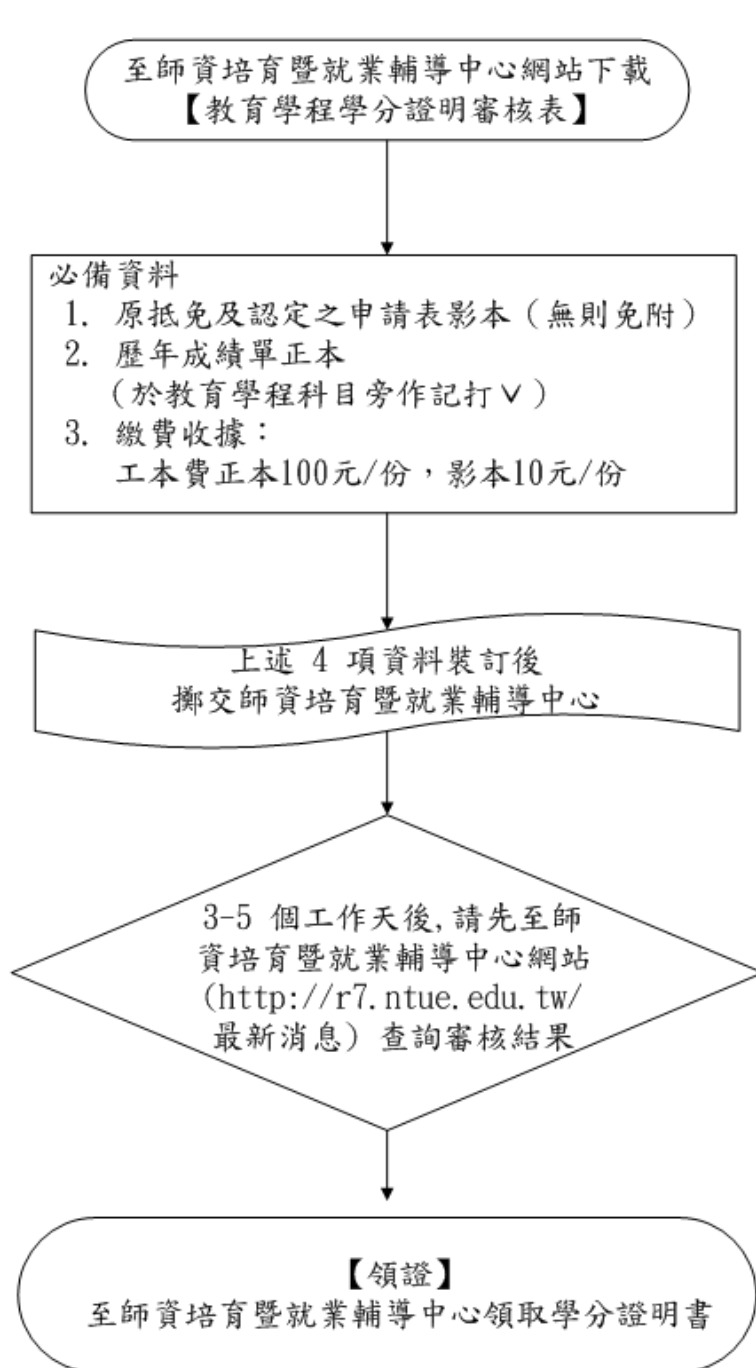 至師資培育暨就業輔導中心網站下載
【教育學程學分證明審核表】
必備資料
1. 原抵免及認定之申請表影本（無則免附）
2. 歷年成績單正本
（於教育學程科目旁作記打∨）
3. 繳費收據：
工本費正本100元/份，影本10元/份
上述 4 項資料裝訂後
擲交師資培育暨就業輔導中心
3-5 個工作天後,請先至師
資培育暨就業輔導中心網站
(http://r7.ntue.edu.tw/
最新消息) 查詢審核結果
【領證】
至師資培育暨就業輔導中心領取學分證明書